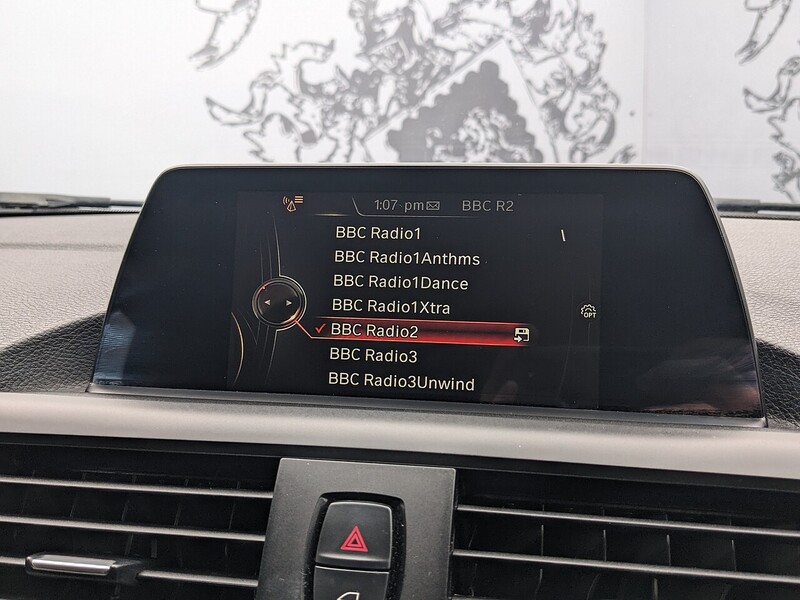 1:07 pm BBC R2
BBC Radio1
BBC Radio1Anthms
BBC Radio1Dance
BBC Radio1Xtra
BBC Radio2
BBC Radio3
BBC Radio3Unwind
OPT